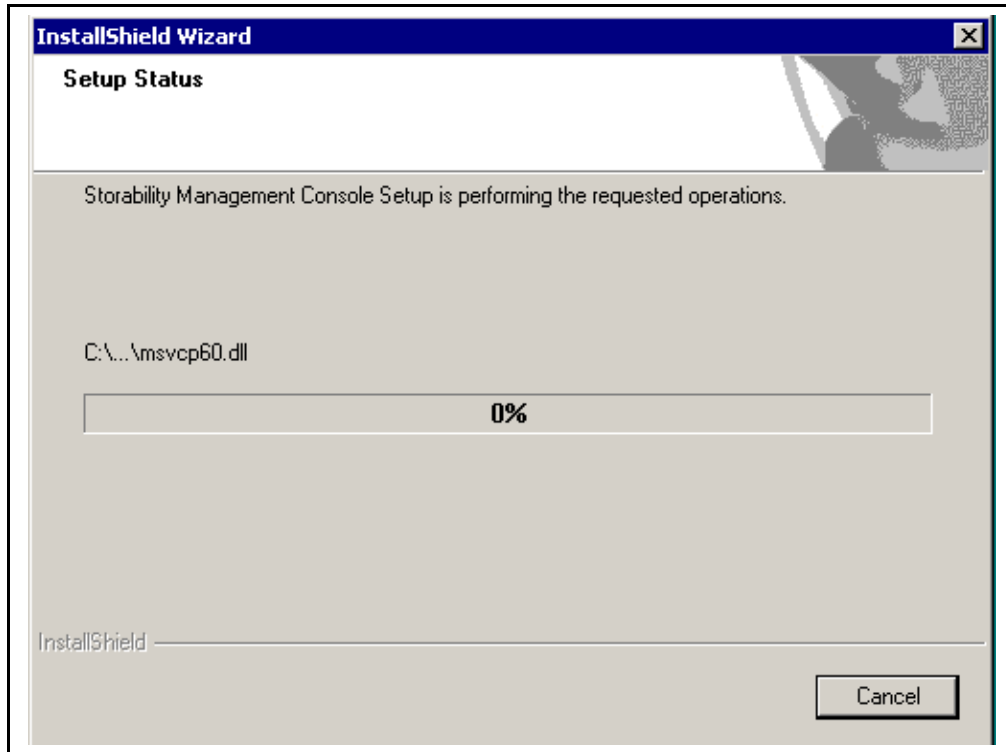 InstallShield Wizard
Setup Status
Storability Management Console Setup is performing the requested operations.
C:\...\msvcp60.dll
0%
InstallShield
Cancel